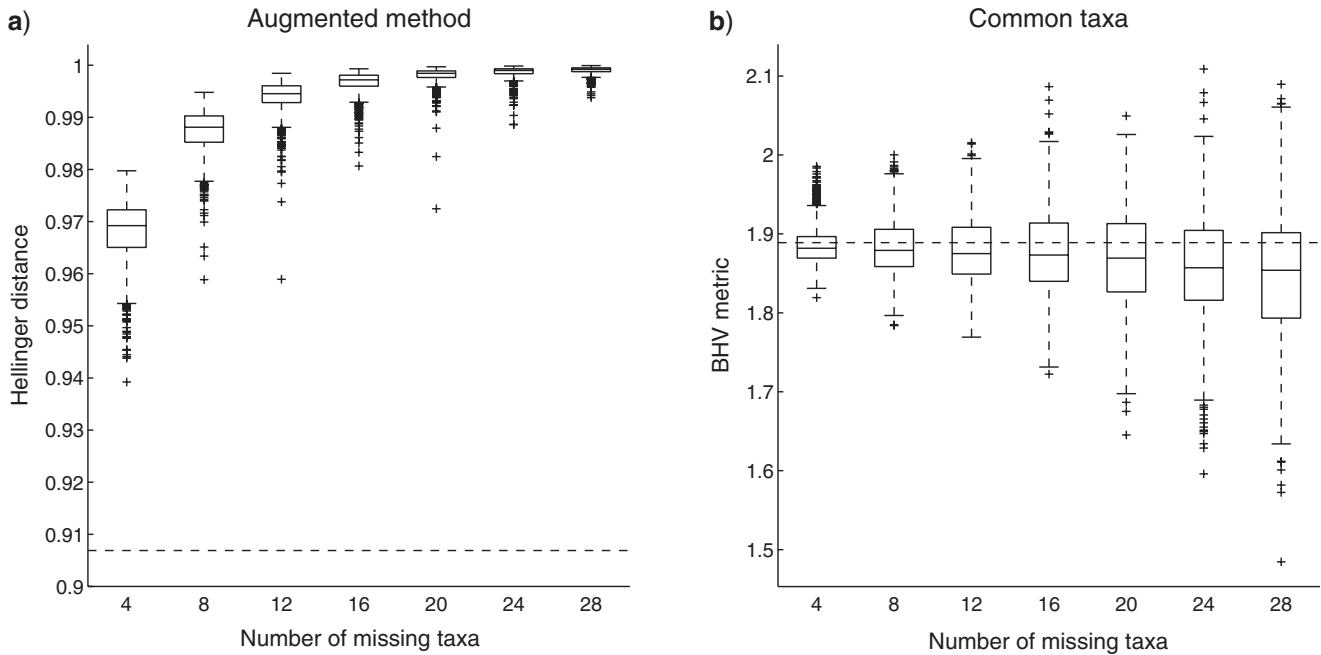 a)
Augmented method
Hellinger distance
1
0.99
0.98
0.97
0.96
0.95
0.94
0.93
0.92
0.91
0.9
4 8 12 16 20 24 28
Number of missing taxa
b)
Common taxa
BHV metric
2.1
2
1.9
1.8
1.7
1.6
1.5
4 8 12 16 20 24 28
Number of missing taxa